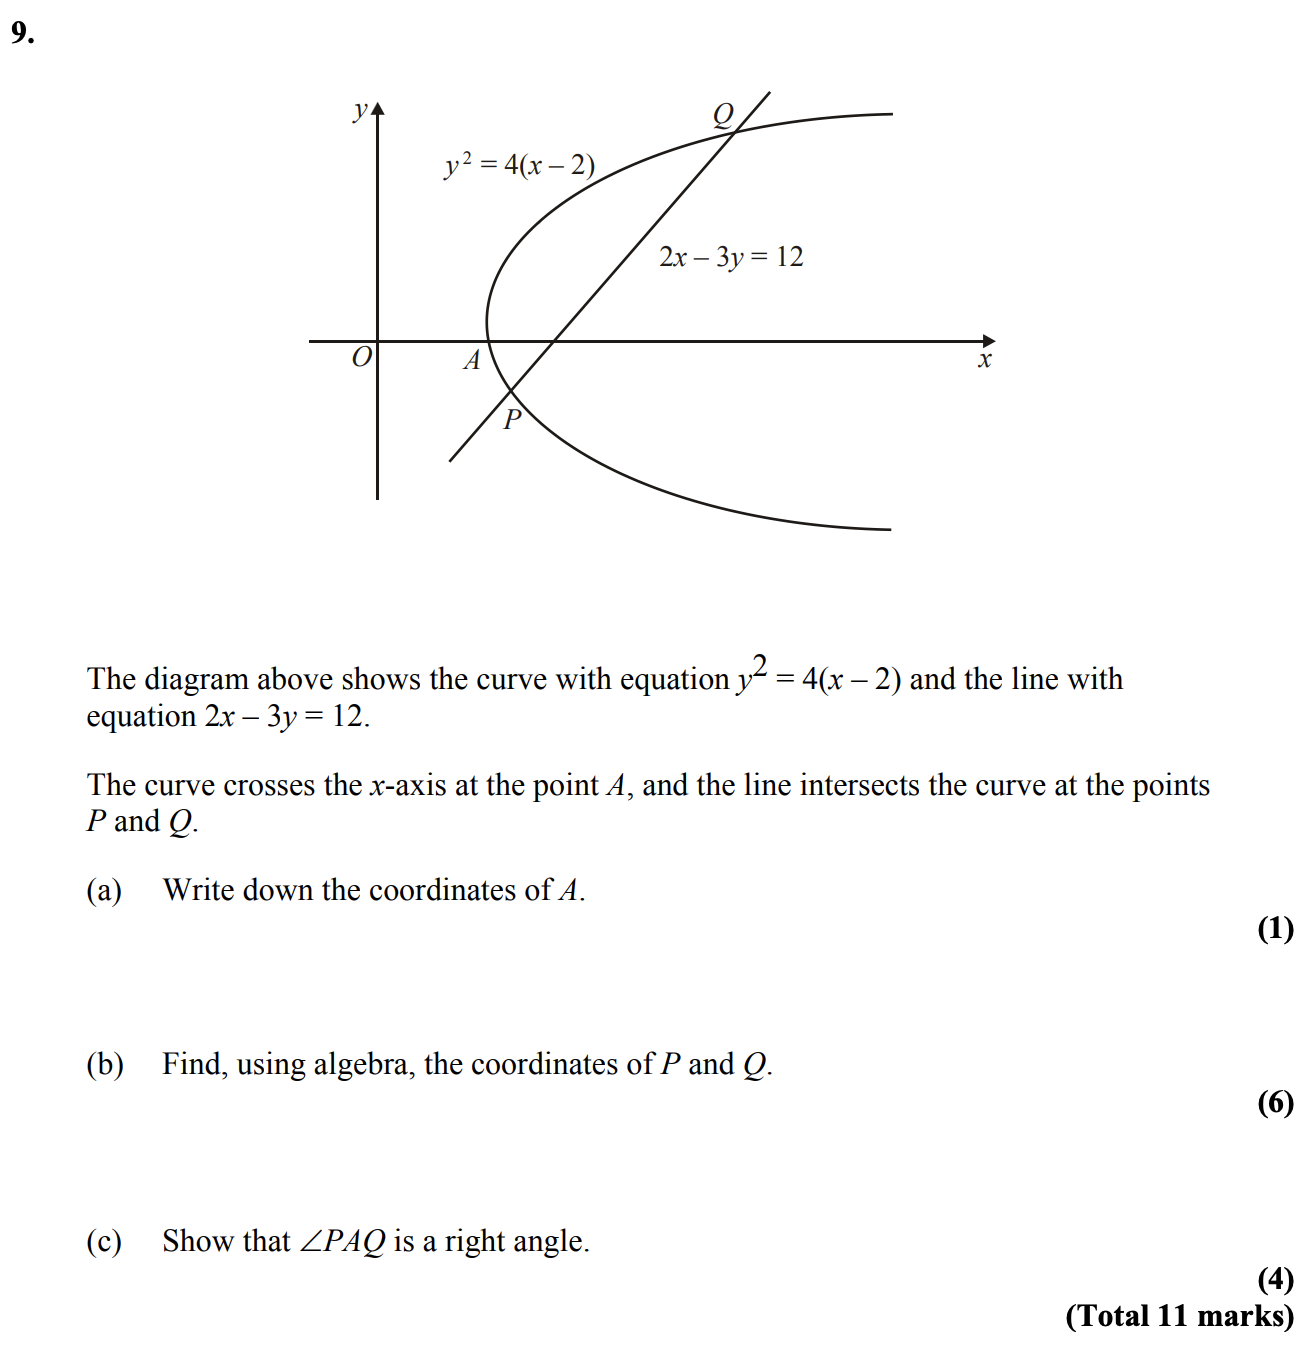 9.
y
Q
y² = 4(x – 2)
2x – 3y = 12
O
A
x
P
The diagram above shows the curve with equation y² = 4(x – 2) and the line with
equation 2x – 3y = 12.
The curve crosses the x-axis at the point A, and the line intersects the curve at the points
P and Q.
(a) Write down the coordinates of A.
(1)
(b) Find, using algebra, the coordinates of P and Q.
(6)
(c) Show that ∠PAQ is a right angle.
(4)
(Total 11 marks)